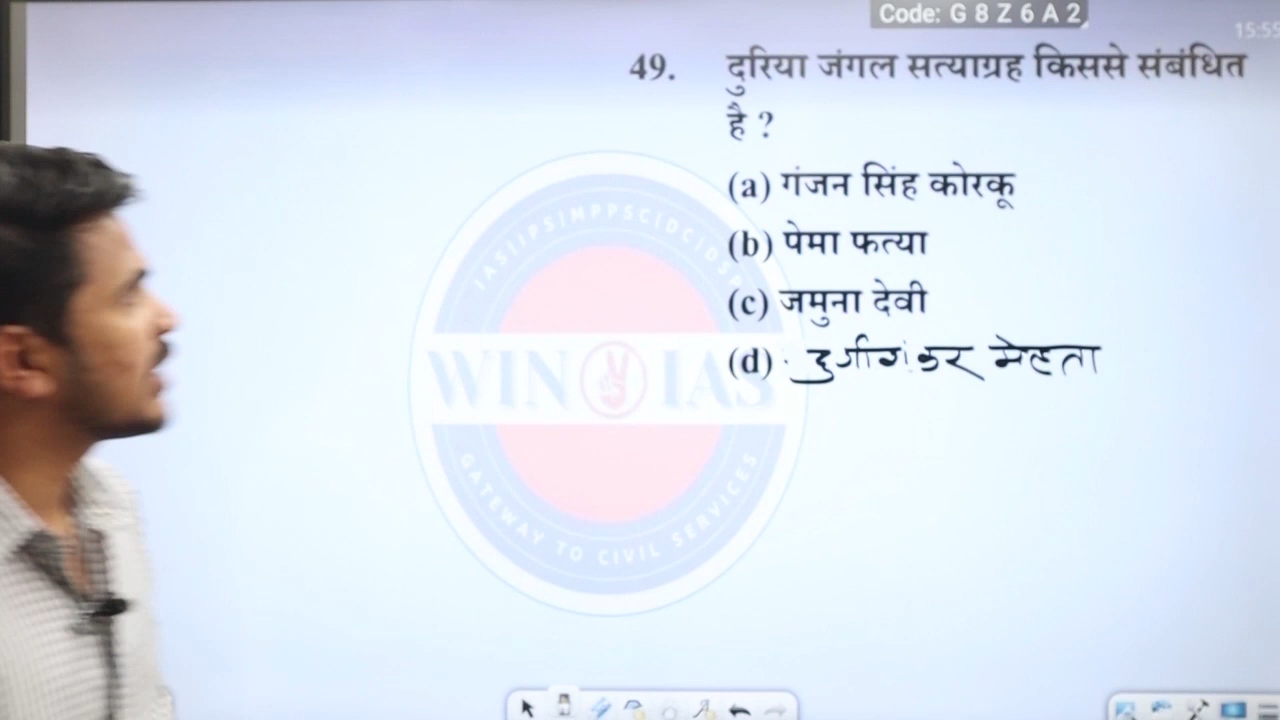 Code: G 8 Z 6 A 2
15:55
49. दुरिया जंगल सत्याग्रह किससे संबंधित
है ?
(a) गंजन सिंह कोरकू
(b) पेमा फत्या
(c) जमुना देवी
(d) दुर्गाशंकर मेहता
WIN IAS
GATEWAY TO CIVIL SERVICES